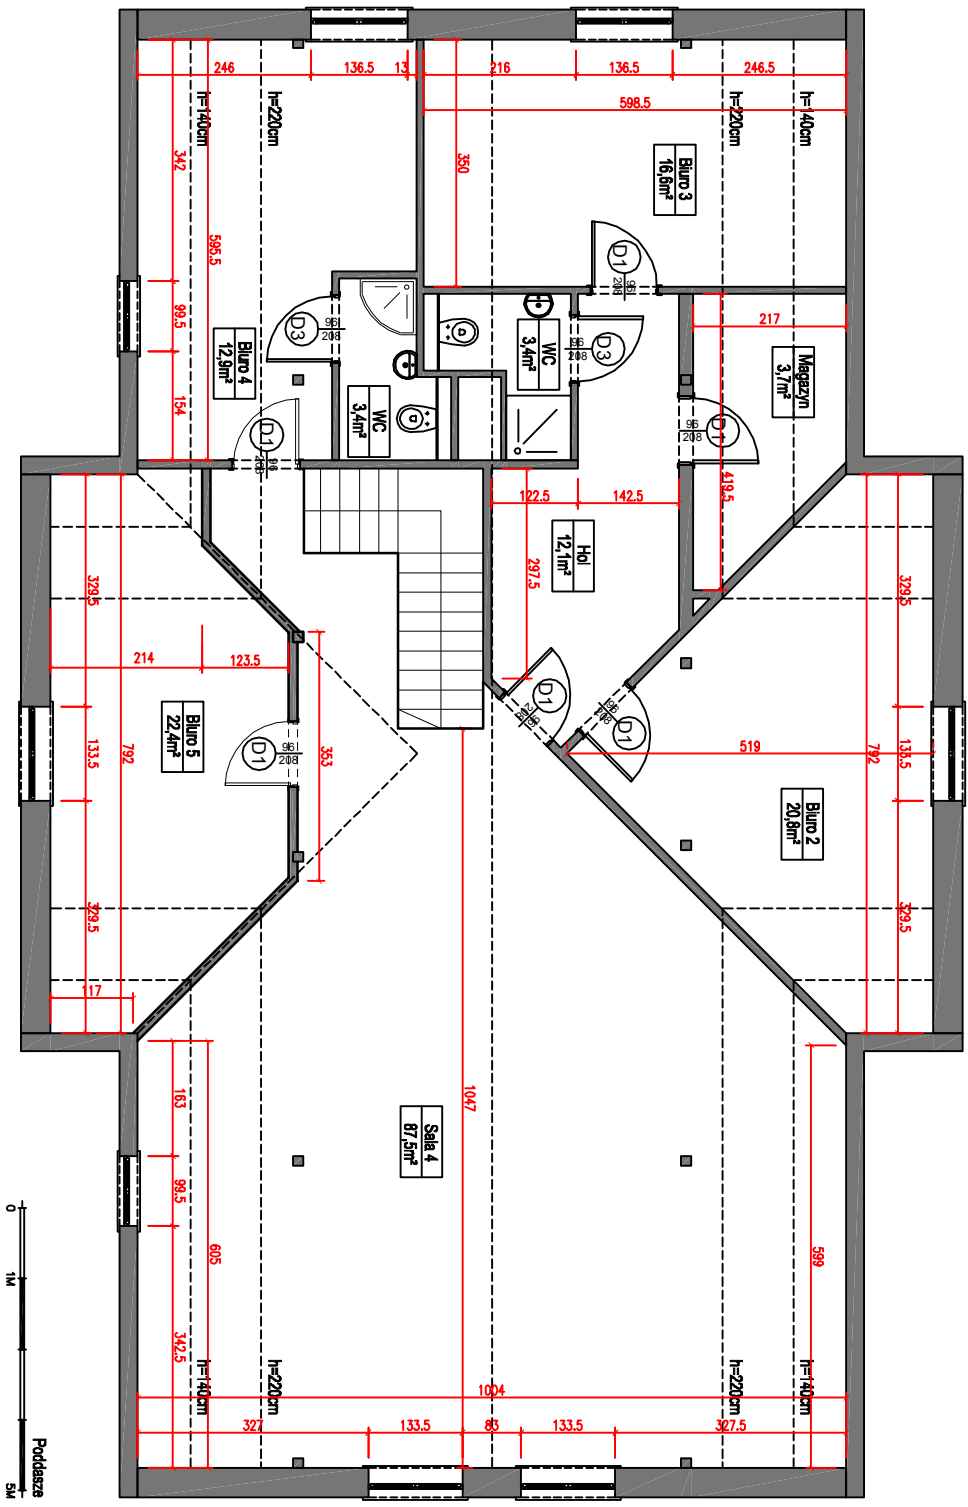 246
136.5
13
216
136.5
246.5
598.5
h=140cm
h=220cm
h=220cm
h=140cm
342
350
595.5
Biuro 3
16,6m²
D1
96
208
217
99.5
D3
96
208
Biuro 4
12,9m²
WC
3,4m²
D3
96
208
Magazyn
3,7m²
154
D1
96
208
WC
3,4m²
D1
96
208
419.5
122.5
142.5
297.5
Hol
12,1m²
329.5
329.5
214
123.5
D1
96
208
D1
96
208
Biuro 5
22,4m²
D1
96
208
353
133.5
792
519
792
133.5
Biuro 2
20,8m²
329.5
329.5
117
163
1047
Sala 4
87,5m²
99.5
605
599
342.5
h=140cm
h=220cm
h=220cm
h=140cm
1004
327
133.5
83
133.5
327.5
0
1M
5M
Poddasze